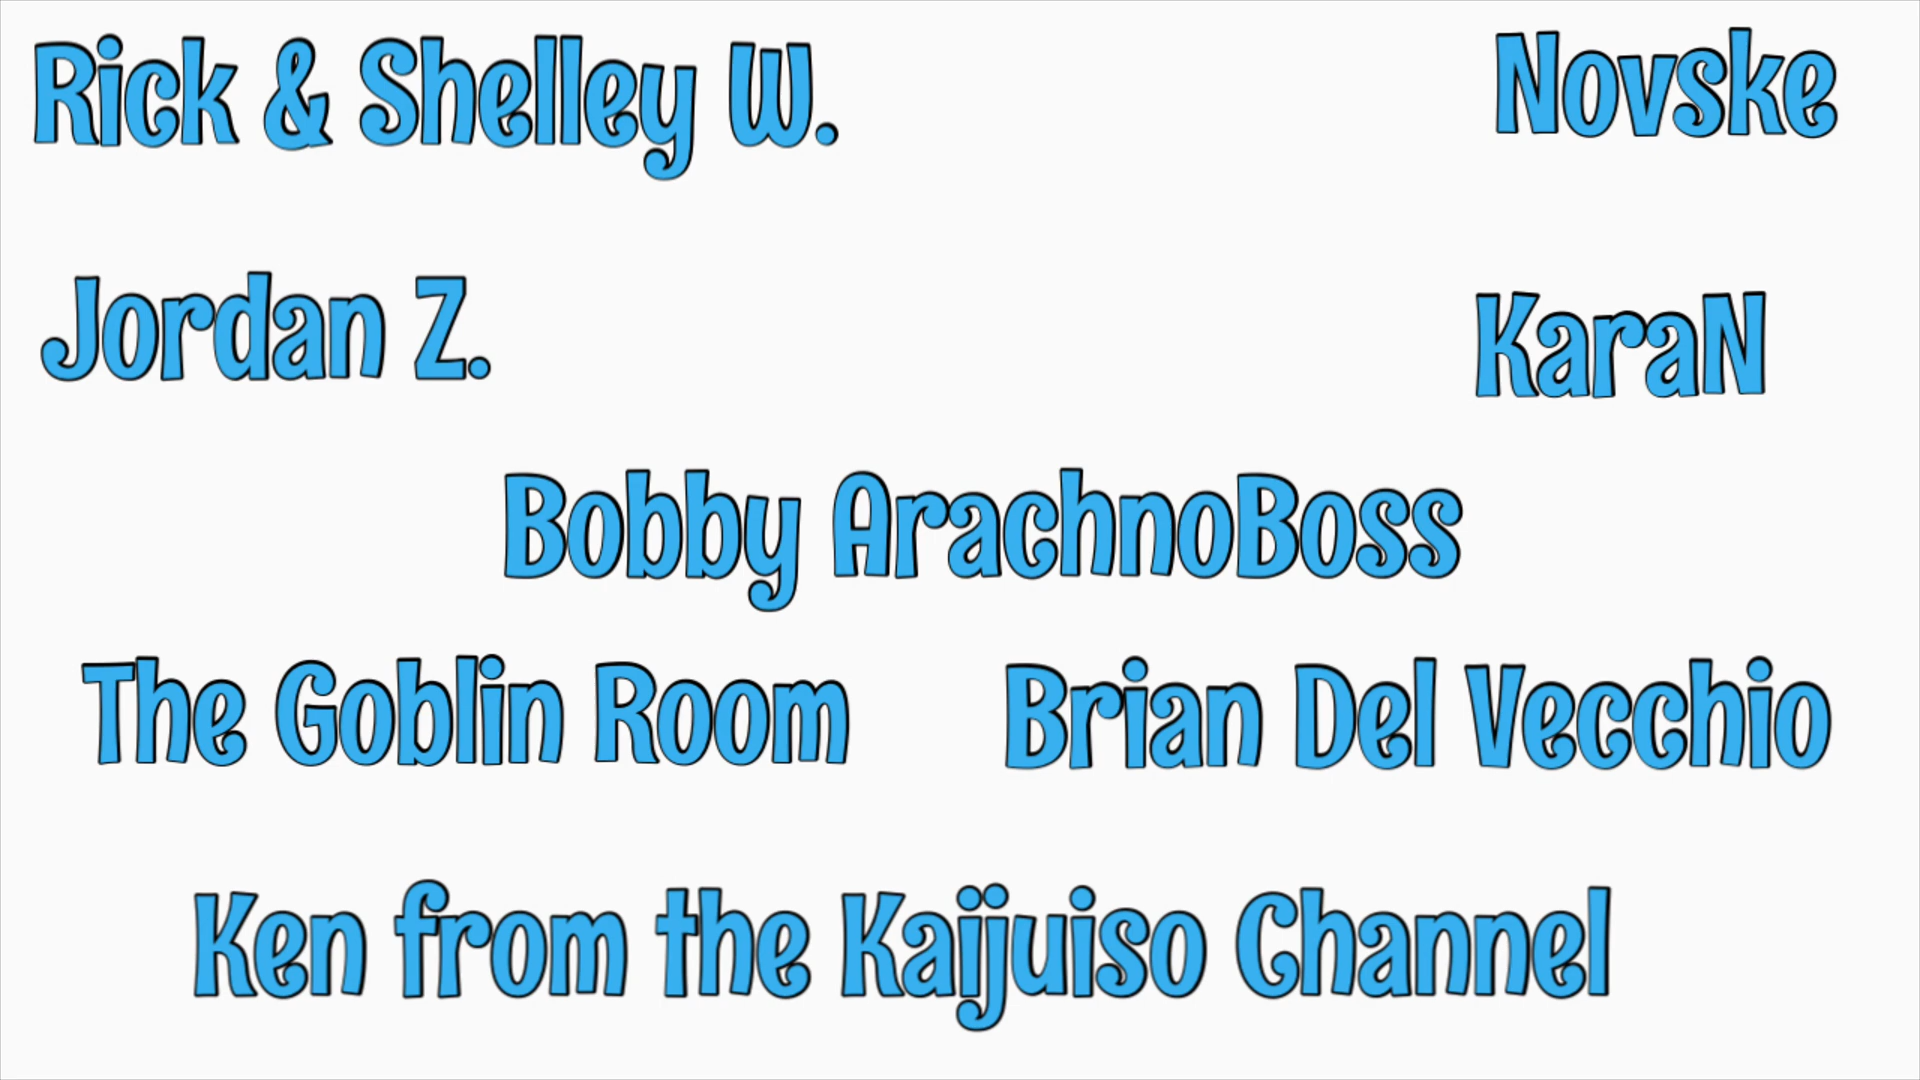 Rick & Shelley W.
Novske
Jordan Z.
KaraN
Bobby ArachnoBoss
The Goblin Room
Brian Del Vecchio
Ken from the Kaijuiso Channel